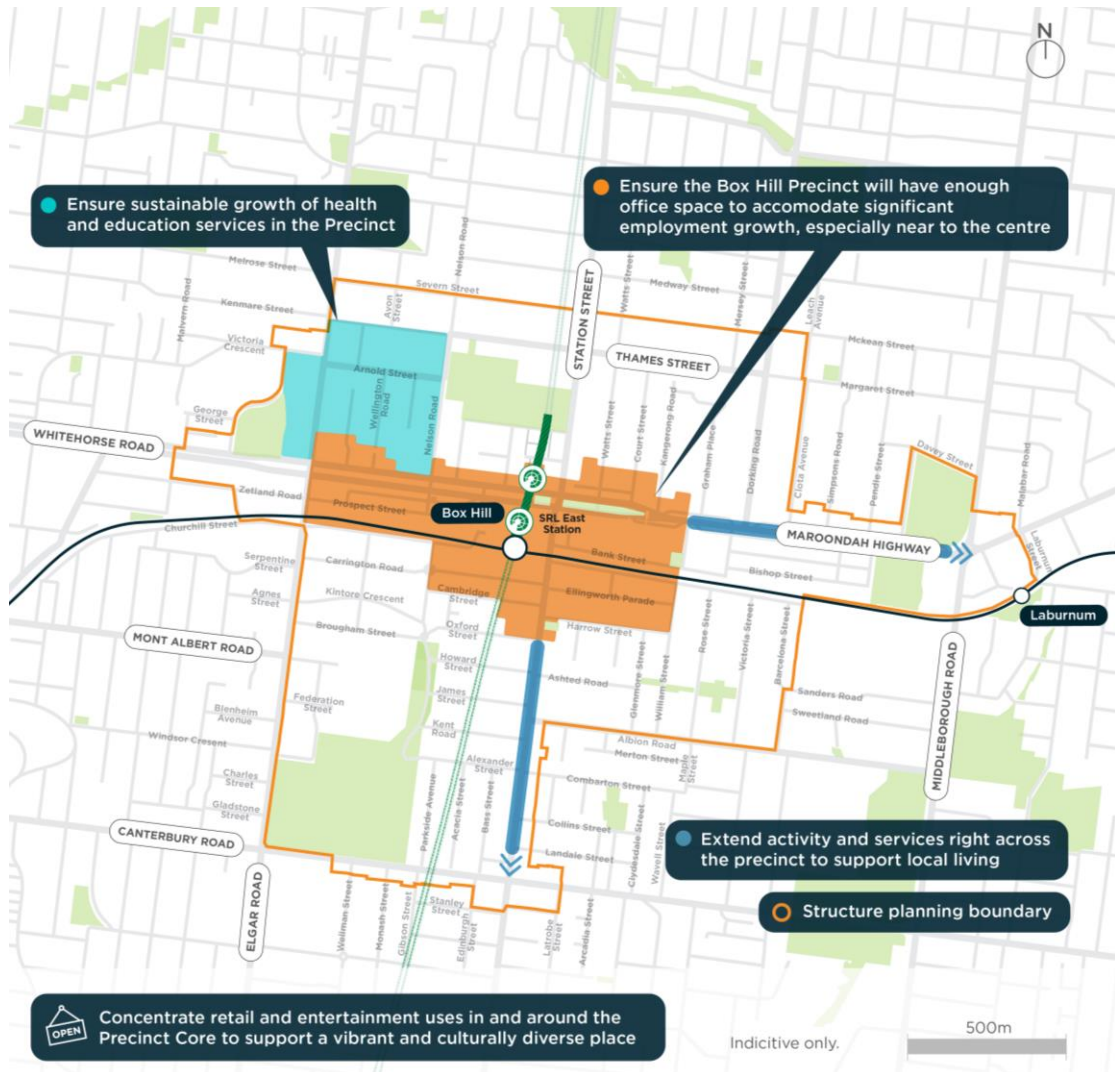 N
Ensure sustainable growth of health
and education services in the Precinct
Ensure the Box Hill Precinct will have enough
office space to accomodate significant
employment growth, especially near to the centre
Melrose Street
Nelson Road
Severn Street
Watts Street
Medway Street
Mersey Street
Leach
Avenue
Malvern Road
Kenmare Street
Avon
Street
STATION STREET
Mckean Street
Victoria
Crescent
THAMES STREET
Arnold Street
Wellington
Road
Nelson Road
Margaret Street
George
Street
Watts Street
Court Street
Kangerong Road
Graham Place
Dorking Road
Clota Avenue
Simpsons Road
Pendle Street
Davey Street
Malabar Road
WHITEHORSE ROAD
Zetland Road
Prospect Street
Box Hill
SRL East
Station
Churchill Street
MAROONDAH HIGHWAY
Laburnum
Street
Serpentine
Street
Carrington Road
Bank Street
Bishop Street
Agnes
Street
Kintore Crescent
Cambridge
Street
Ellingworth Parade
Laburnum
Brougham Street
Oxford
Street
Harrow Street
Rose Street
Victoria Street
Barcelona Street
MONT ALBERT ROAD
Howard
Street
Ashted Road
Glenmore Street
William Street
MIDDLEBOROUGH ROAD
Federation
Street
James
Street
Sanders Road
Blenheim
Avenue
Sweetland Road
Windsor Cresent
Kent
Road
Albion Road
Merton Street
Maple
Street
Charles
Street
Alexander
Street
Combarton Street
Gladstone
Street
Parkside Avenue
Acacia Street
Bass Street
Collins Street
Clydesdale Street
Wavell Street
CANTERBURY ROAD
Landale Street
Extend activity and services right across
the precinct to support local living
ELGAR ROAD
Wellman Street
Monash Street
Gibson Street
Stanley
Street
Edinburgh
Street
Latrobe
Street
Arcadia Street
Structure planning boundary
OPEN
Concentrate retail and entertainment uses in and around the
Precinct Core to support a vibrant and culturally diverse place
Indicitive only.
500m